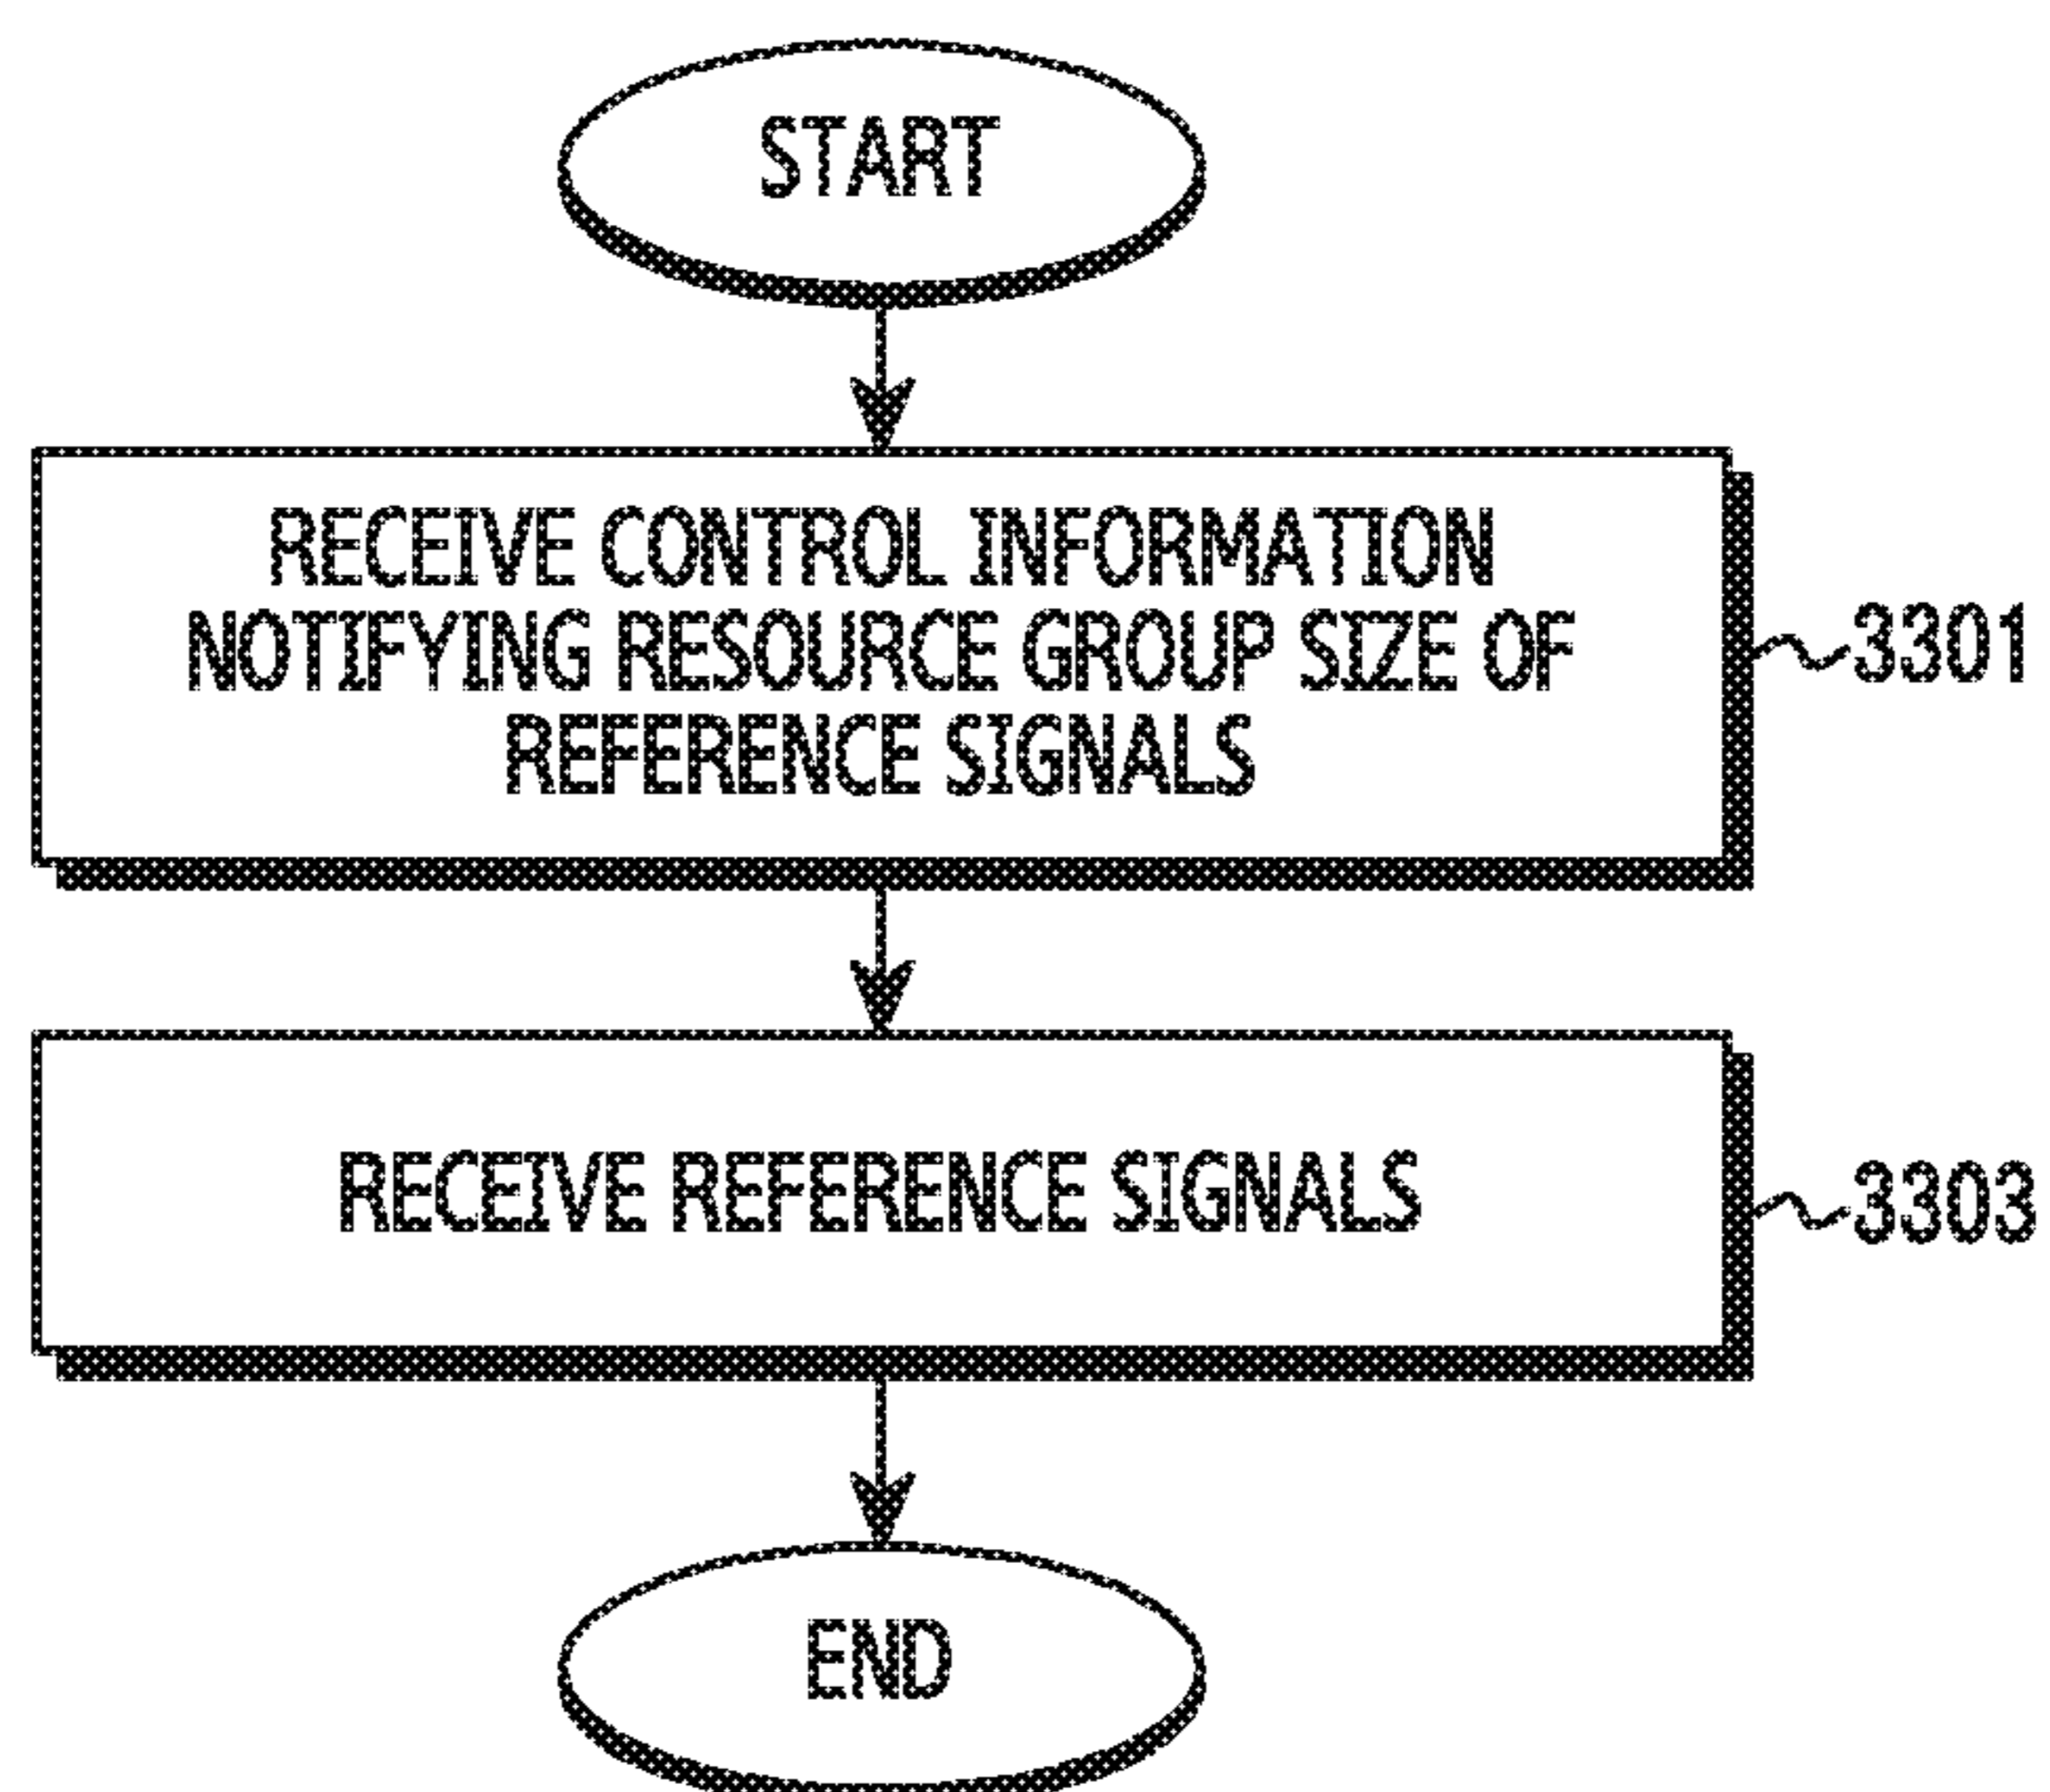 START
RECEIVE CONTROL INFORMATION
NOTIFYING RESOURCE GROUP SIZE OF
REFERENCE SIGNALS
3301
RECEIVE REFERENCE SIGNALS
3303
END